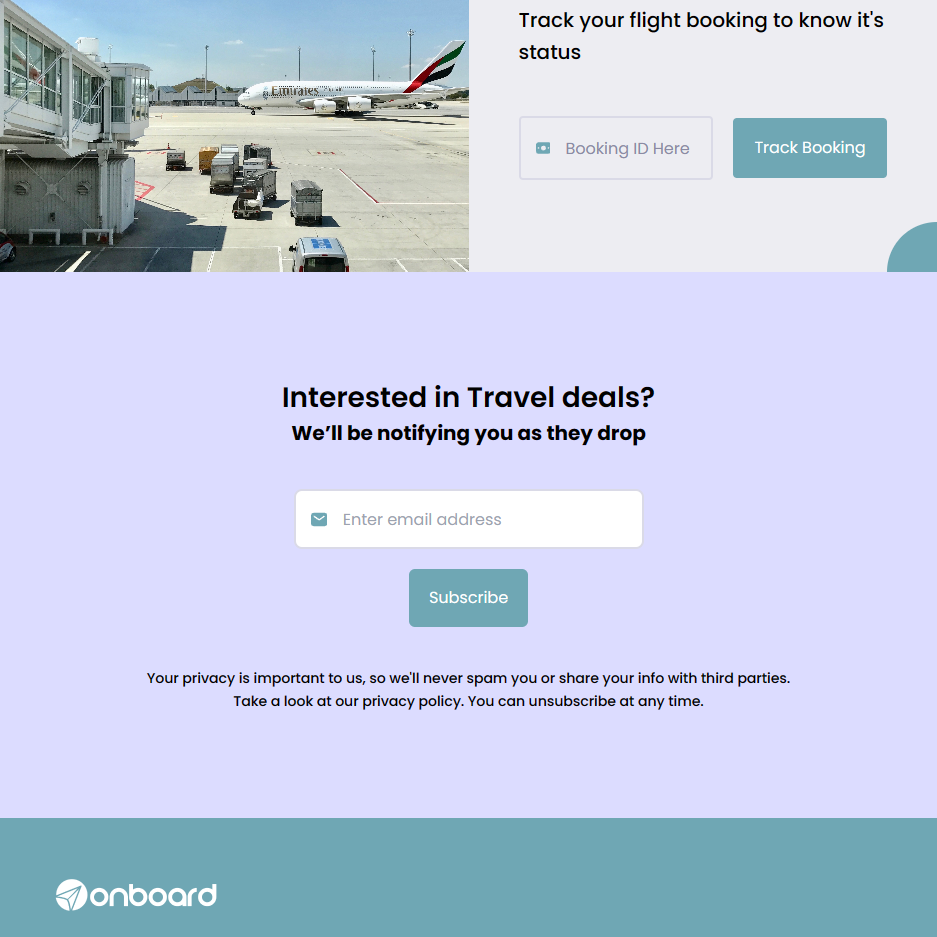 Track your flight booking to know it's
status
Emirates
Booking ID Here
Track Booking
Interested in Travel deals?
We’ll be notifying you as they drop
Enter email address
Subscribe
Your privacy is important to us, so we'll never spam you or share your info with third parties.
Take a look at our privacy policy. You can unsubscribe at any time.
onboard